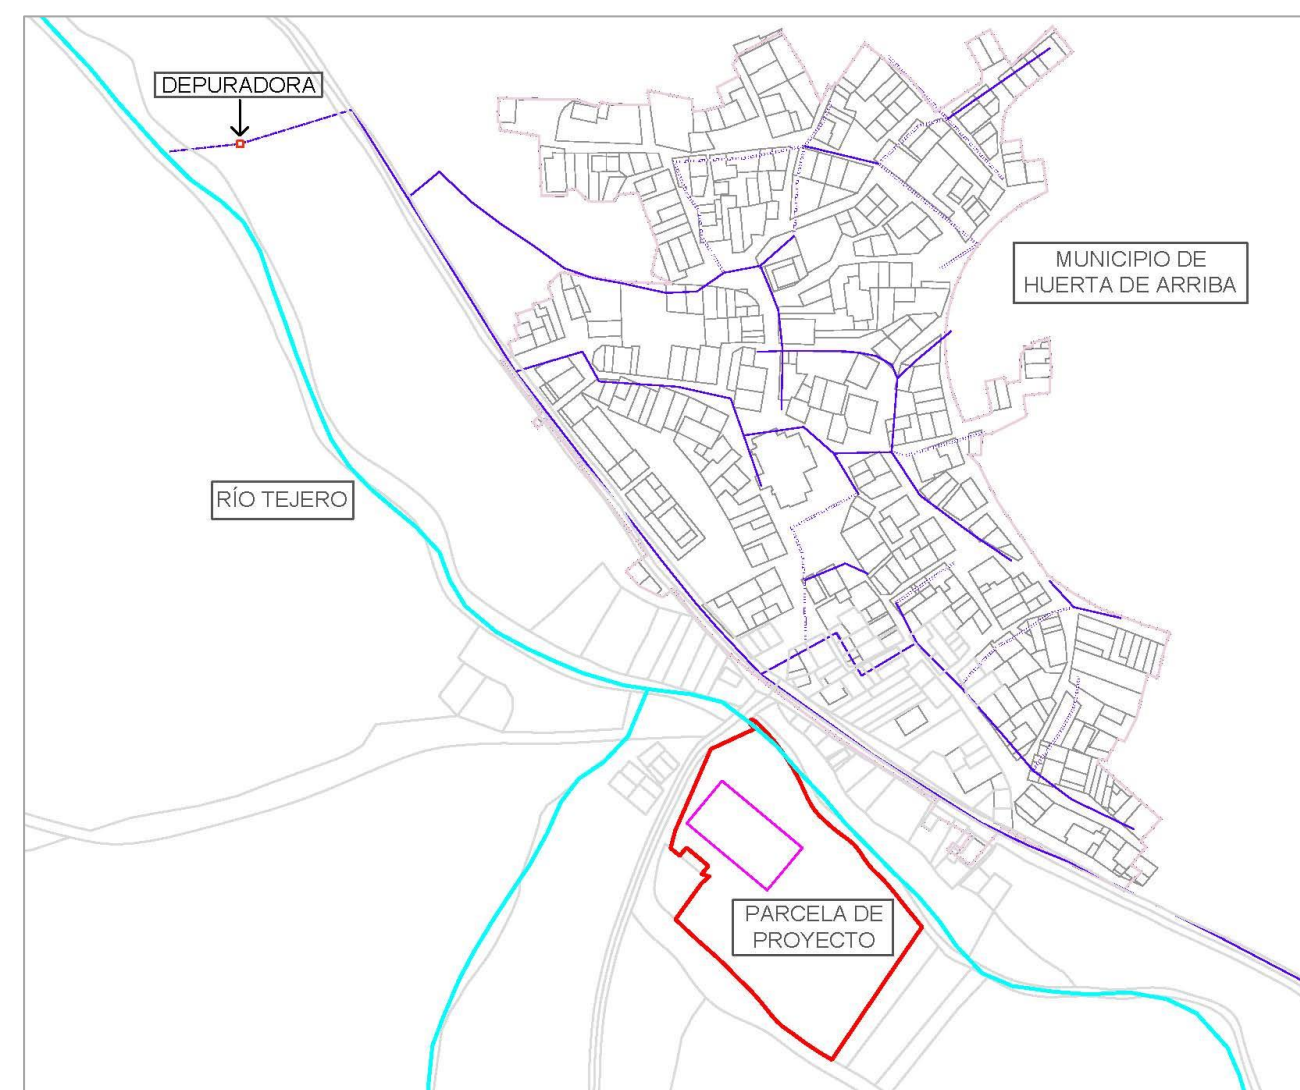 DEPURADORA
MUNICIPIO DE
HUERTA DE ARRIBA
RÍO TEJERO
PARCELA DE
PROYECTO